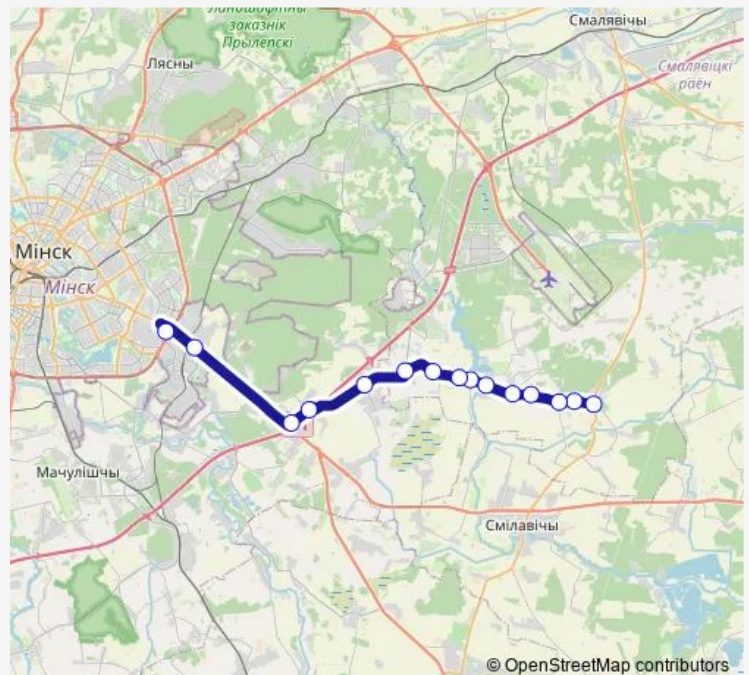 Ландшафтны
заказнік
Прылепскі
Смалявічы
Лясны
Смалявіцкі
раён
Мінск
Мінск
Мачулішчы
Смілавічы
© OpenStreetMap contributors